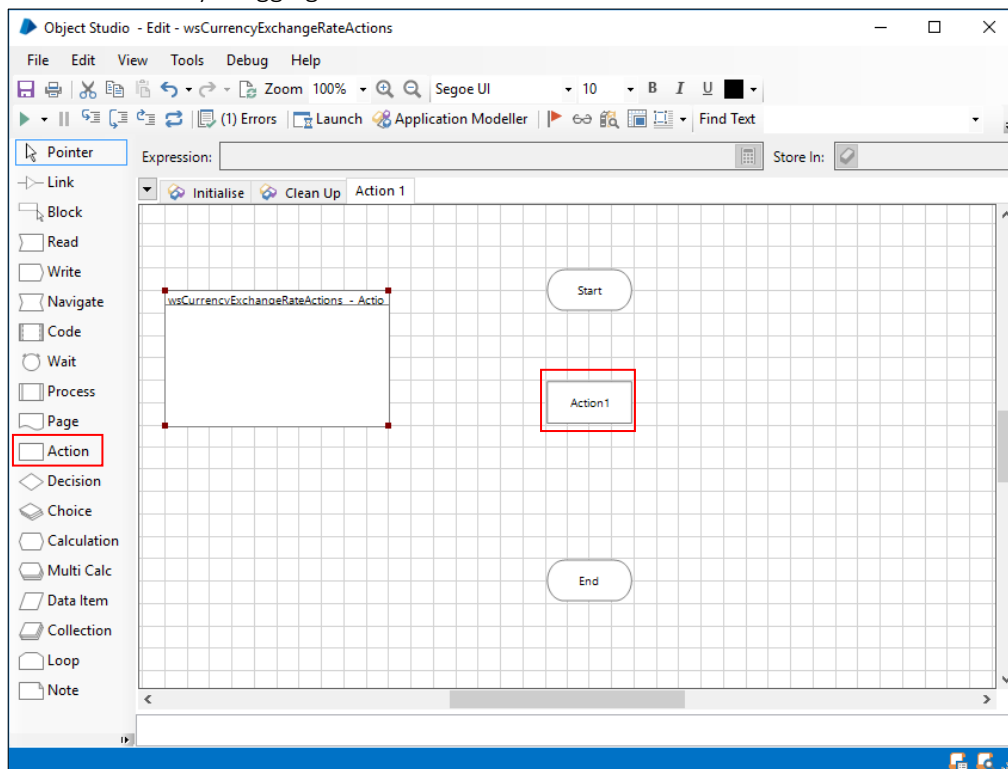 Object Studio - Edit - wsCurrencyExchangeRateActions
File Edit View Tools Debug Help
Zoom 100% Segoe UI 10 B I U
(1) Errors Launch Application Modeller Find Text
Pointer
Expression: Store In:
Link
Initialise Clean Up Action 1
Block
Read
Write
Navigate
Code
Wait
Process
Page
Action
Decision
Choice
Calculation
Multi Calc
Data Item
Collection
Loop
Note
wsCurrencyExchangeRateActions - Actio
Start
Action1
End